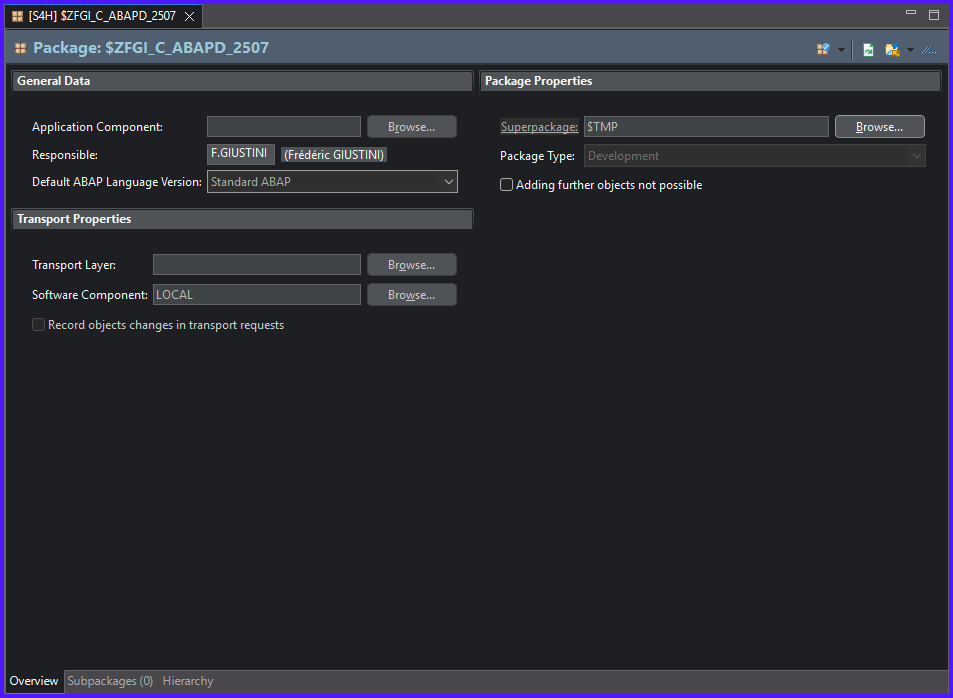 [S4H] $ZFGI_C_ABAPD_2507
Package: $ZFGI_C_ABAPD_2507
General Data
Application Component:
Browse...
Responsible:
F.GIUSTINI
(Frédéric GIUSTINI)
Default ABAP Language Version:
Standard ABAP
Transport Properties
Transport Layer:
Browse...
Software Component:
LOCAL
Browse...
Record objects changes in transport requests
Package Properties
Superpackage:
$TMP
Browse...
Package Type:
Development
Adding further objects not possible
Overview
Subpackages (0)
Hierarchy